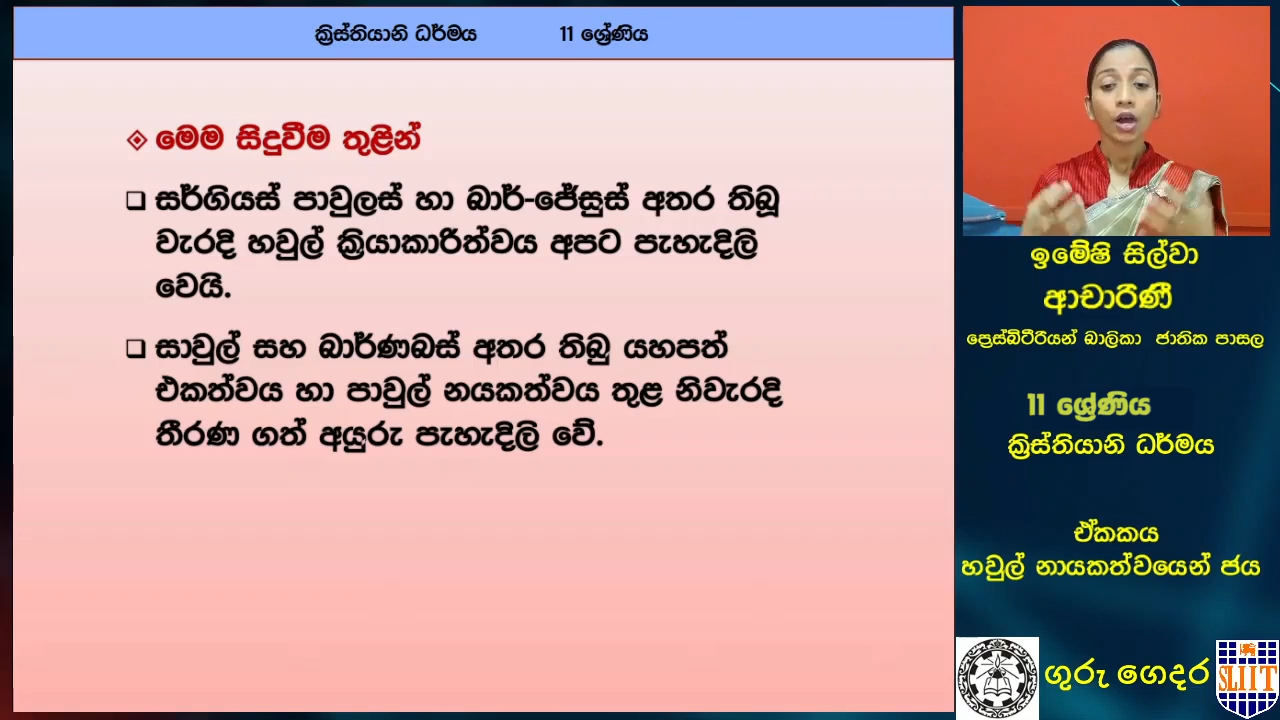 ක්‍රිස්තියානි ධර්මය 11 ශ්‍රේණිය
මෙම සිදුවීම තුළින්
සර්ගියස් පාවුලස් හා බාර්-ජේසුස් අතර තිබූ
වැරදි හවුල් ක්‍රියාකාරිත්වය අපට පැහැදිලි
වෙයි.
සාවුල් සහ බාර්ණබස් අතර තිබු යහපත්
එකත්වය හා පාවුල් නයකත්වය තුළ නිවැරදි
තීරණ ගත් අයුරු පැහැදිලි වේ.
ඉමේෂි සිල්වා
ආචාරිණී
ප්‍රෙස්බිටීරියන් බාලිකා ජාතික පාසල
11 ශ්‍රේණිය
ක්‍රිස්තියානි ධර්මය
ඒකකය
හවුල් නායකත්වයෙන් ජය
ගුරු ගෙදර
SLIIT